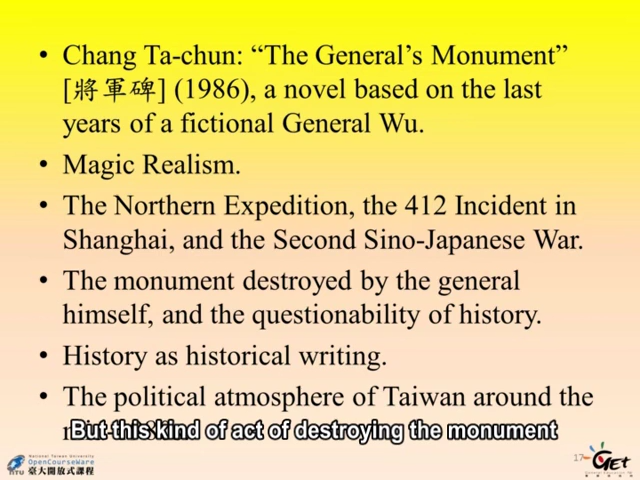 • Chang Ta-chun: “The General’s Monument”
[將軍碑] (1986), a novel based on the last
years of a fictional General Wu.
• Magic Realism.
• The Northern Expedition, the 412 Incident in
Shanghai, and the Second Sino-Japanese War.
• The monument destroyed by the general
himself, and the questionability of history.
• History as historical writing.
• The political atmosphere of Taiwan around the
But this kind of act of destroying the monument
National Taiwan University
OpenCourseWare
NTU 臺大開放式課程
17
GET